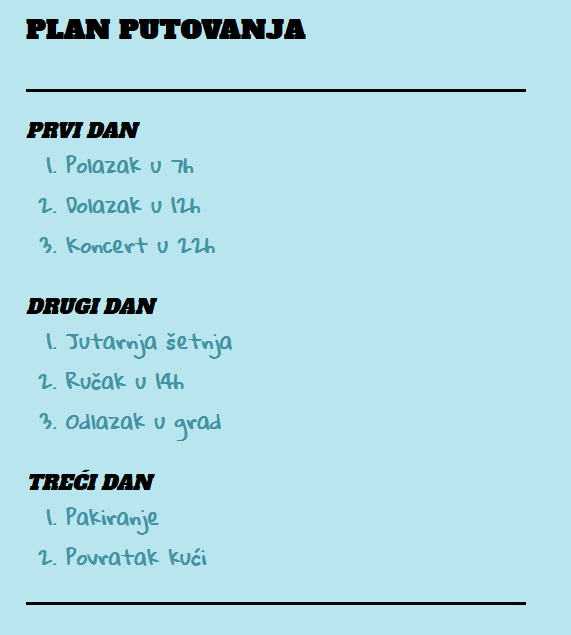 PLAN PUTOVANJA
PRVI DAN
1. Polazak u 7h
2. Dolazak u 12h
3. Koncert u 22h
DRUGI DAN
1. Jutarnja šetnja
2. Ručak u 14h
3. Odlazak u grad
TREĆI DAN
1. Pakiranje
2. Povratak kući